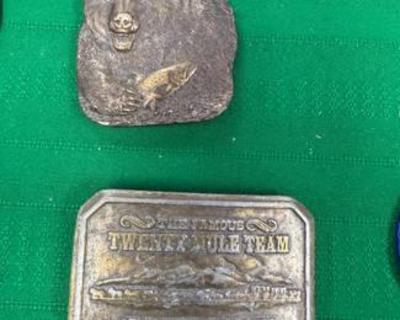 THE FAMOUS
TWENTY MULE TEAM